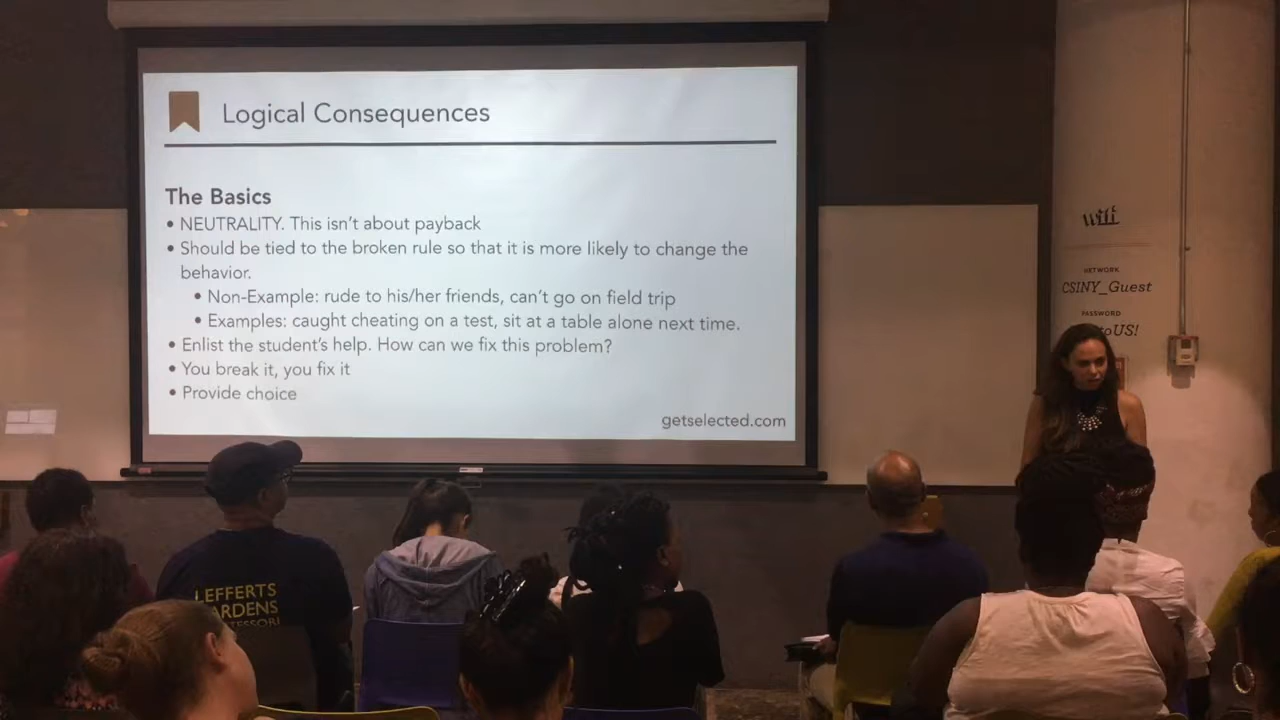 Logical Consequences
The Basics
• NEUTRALITY. This isn't about payback
• Should be tied to the broken rule so that it is more likely to change the
behavior.
• Non-Example: rude to his/her friends, can't go on field trip
• Examples: caught cheating on a test, sit at a table alone next time.
• Enlist the student's help. How can we fix this problem?
• You break it, you fix it
• Provide choice
getselected.com
wifi
NETWORK
CSINY_Guest
PASSWORD
toUS!
LEFFERTS
ARDENS